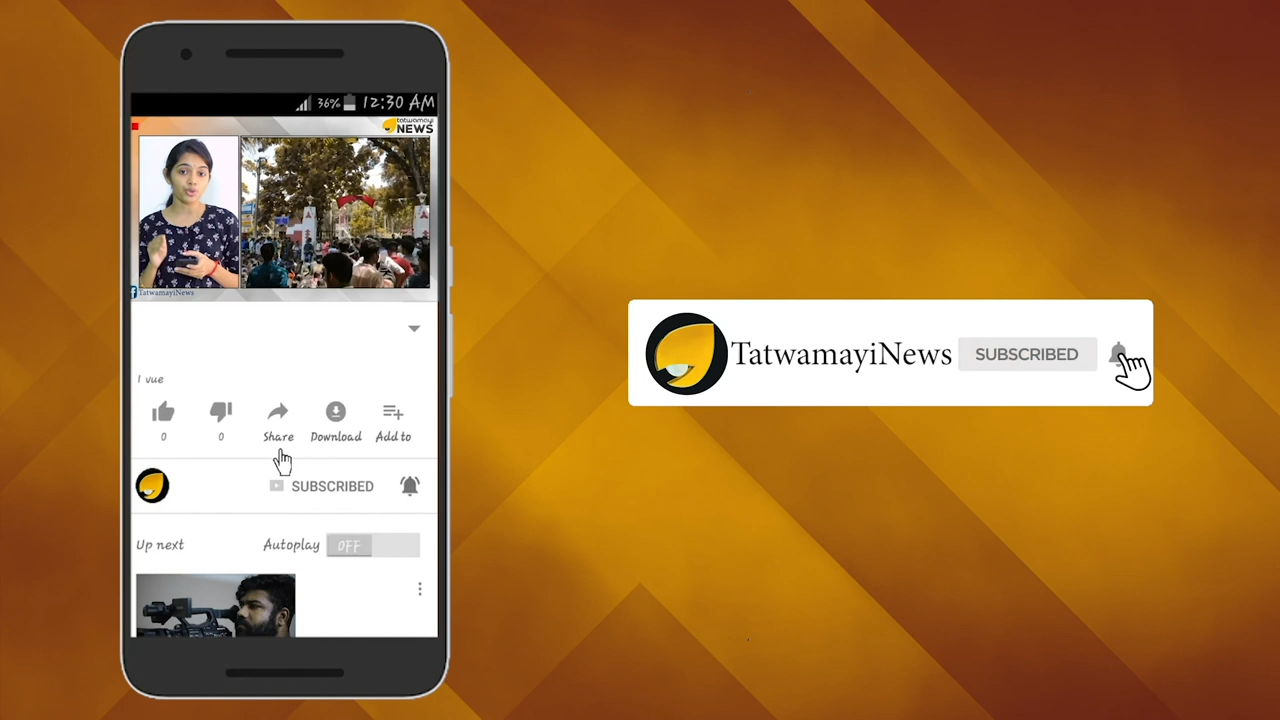 36% 12:30 AM
tatwamayi
NEWS
TatwamayiNews
1 vue
0 0 Share Download Add to
SUBSCRIBED
Up next Autoplay OFF
TatwamayiNews SUBSCRIBED